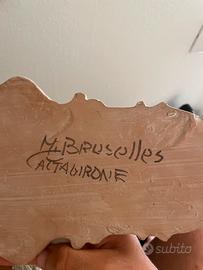 M. Bruselles
CALTAGIRONE
subito